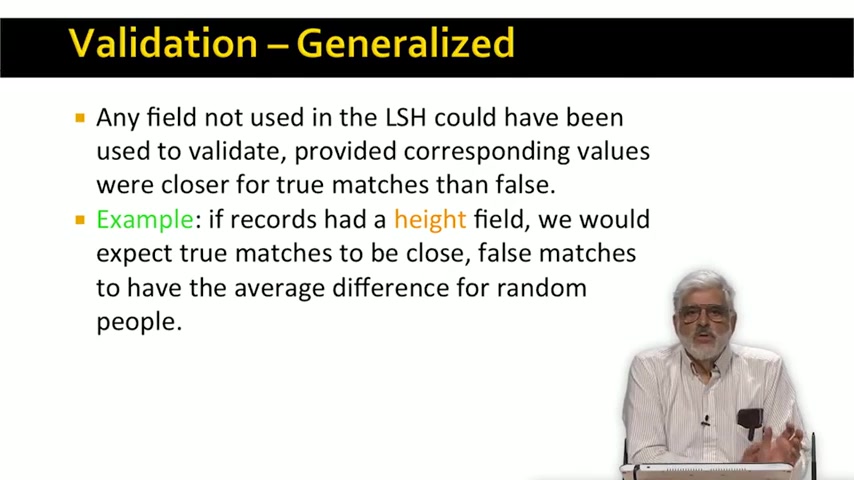 Validation – Generalized
Any field not used in the LSH could have been
used to validate, provided corresponding values
were closer for true matches than false.
Example: if records had a height field, we would
expect true matches to be close, false matches
to have the average difference for random
people.